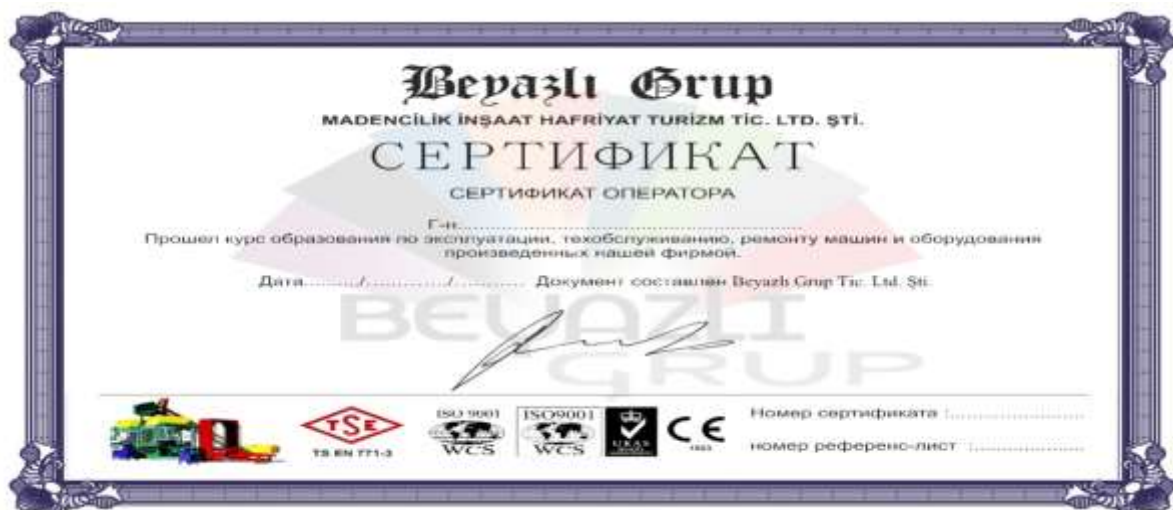 Beyazlı Grup
MADENCİLİK İNŞAAT HAFRİYAT TURİZM TİC. LTD. ŞTİ.
СЕРТИФИКАТ
СЕРТИФИКАТ ОПЕРАТОРА
Г-н..........................................................
Прошел курс образования по эксплуатации, техобслуживанию, ремонту машин и оборудования
произведенных нашей фирмой.
Дата........../............../............ Документ составлен Beyazlı Grup Tic. Ltd. Şti.
BEYAZLI
GRUP
TSE
TS EN 771-3
ISO 9001
WCS
ISO9001
WCS
UKAS
CE
Номер сертификата :........................
номер референс-лист :....................